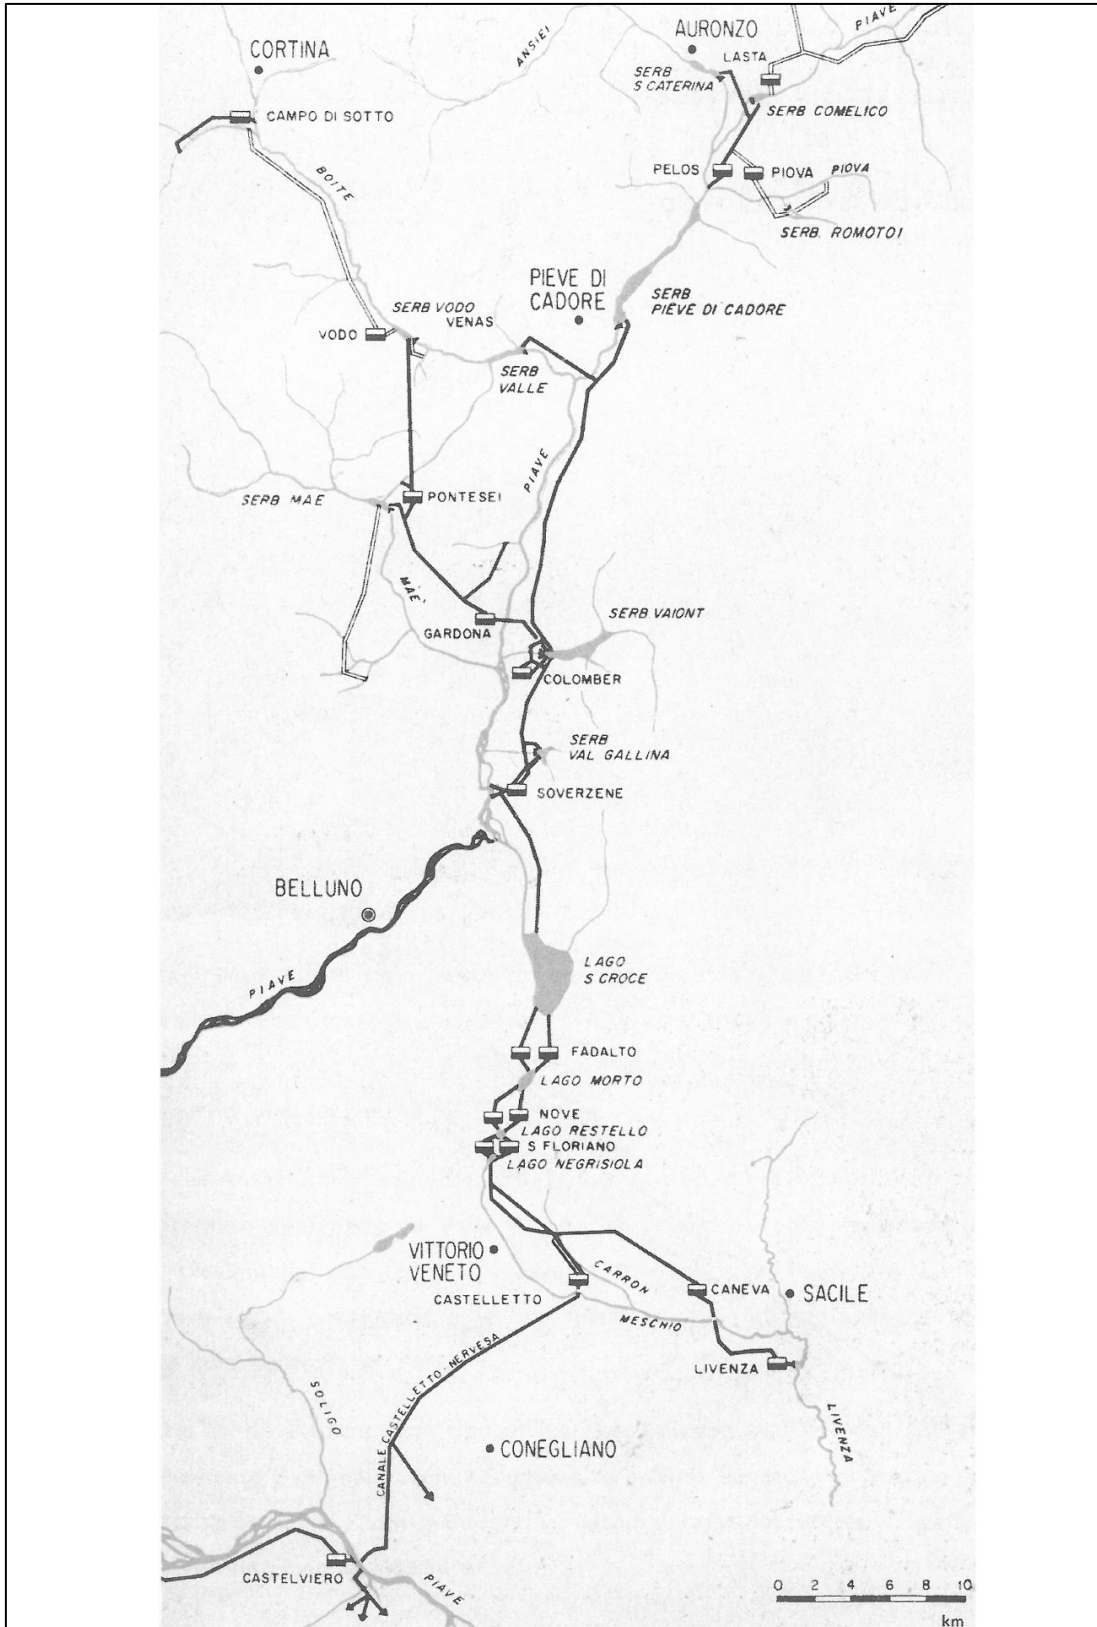 PIAVE
AURONZO
ANSIEI
CORTINA
LASTA
SERB
S CATERINA
SERB COMELICO
CAMPO DI SOTTO
PELOS
PIOVA
PIOVA
BOITE
SERB. ROMOTOI
PIEVE DI
CADORE
SERB
PIEVE DI CADORE
SERB VODO
VENAS
VODO
SERB
VALLE
PIAVE
SERB MAE
PONTESEI
MAE'
SERB VAIONT
GARDONA
COLOMBER
SERB
VAL GALLINA
SOVERZENE
BELLUNO
LAGO
S CROCE
PIAVE
FADALTO
LAGO MORTO
NOVE
LAGO RESTELLO
S FLORIANO
LAGO NEGRISIOLA
VITTORIO
VENETO
CARRON
CASTELLETTO
CANEVA
SACILE
MESCHIO
LIVENZA
CANALE CASTELLETTO-NERVESA
SOLIGO
LIVENZA
CONEGLIANO
CASTELVIERO
PIAVE
0 2 4 6 8 10
km